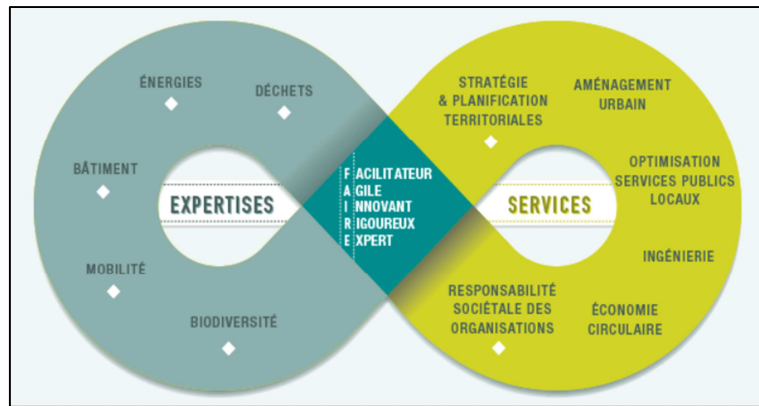 ÉNERGIES
DÉCHETS
BÂTIMENT
EXPERTISES
MOBILITÉ
BIODIVERSITÉ
FACILITATEUR
AGILE
INNOVANT
RIGOUREUX
EXPERT
STRATÉGIE
& PLANIFICATION
TERRITORIALES
AMÉNAGEMENT
URBAIN
OPTIMISATION
SERVICES PUBLICS
LOCAUX
SERVICES
INGÉNIERIE
RESPONSABILITÉ
SOCIÉTALE DES
ORGANISATIONS
ÉCONOMIE
CIRCULAIRE